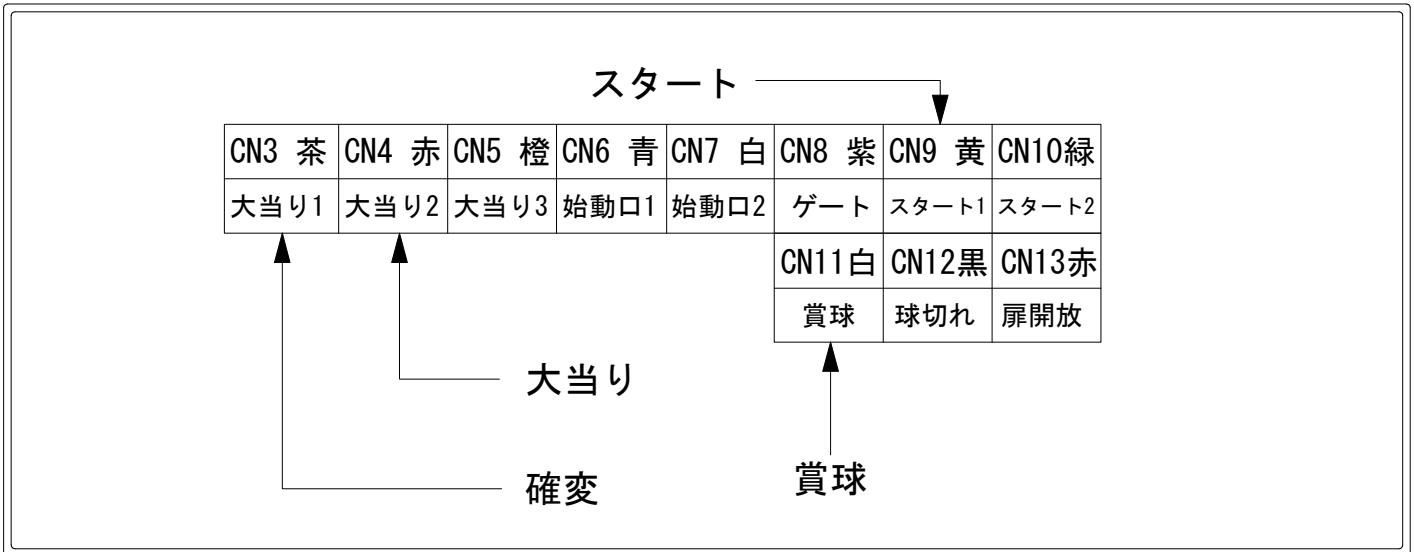 スタート
CN3 茶 CN4 赤 CN5 橙 CN6 青 CN7 白 CN8 紫 CN9 黄 CN10緑
大当り1 大当り2 大当り3 始動口1 始動口2 ゲート スタート1 スタート2
CN11白 CN12黒 CN13赤
賞球 球切れ 扉開放
大当り
確変 賞球